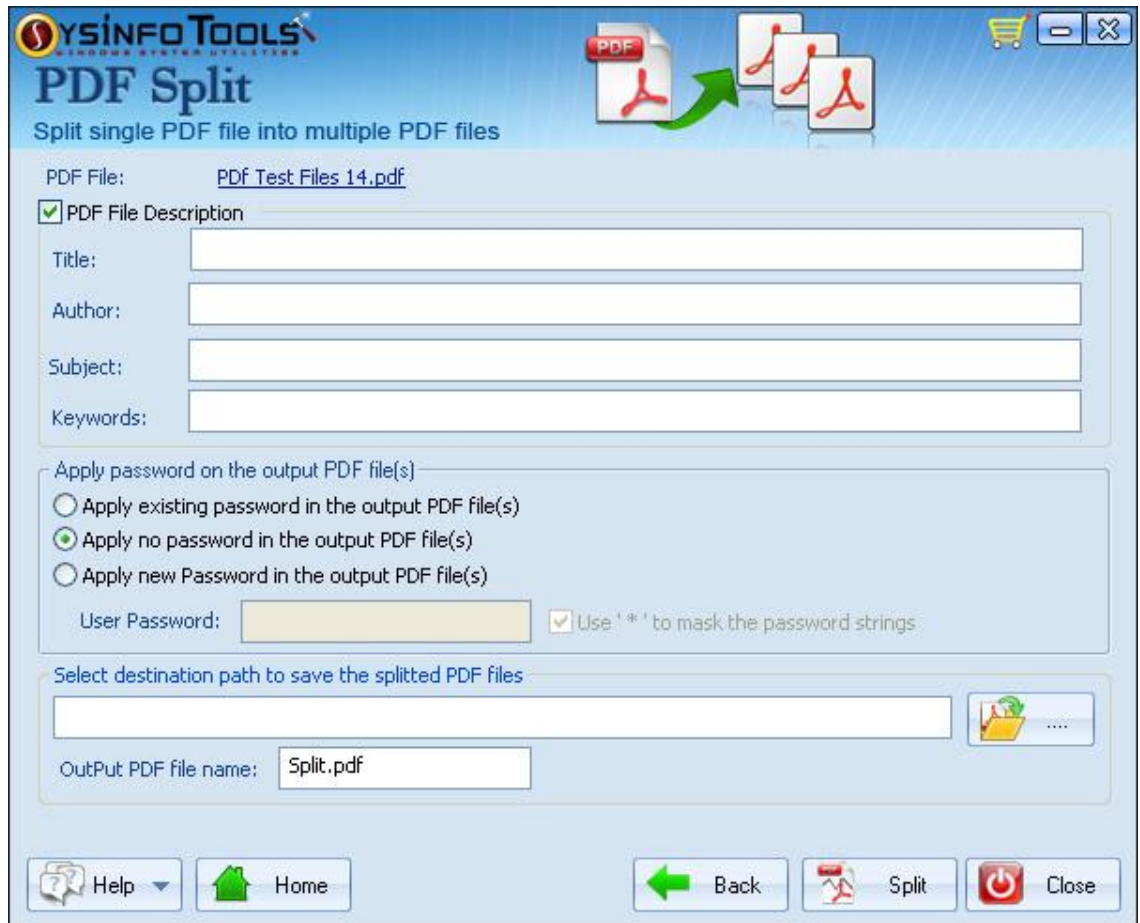 SYSINFOTOOLS
WINDOWS SYSTEM UTILITIES
PDF Split
Split single PDF file into multiple PDF files
PDF
PDF File: PDf Test Files 14.pdf
PDF File Description
Title:
Author:
Subject:
Keywords:
Apply password on the output PDF file(s)
Apply existing password in the output PDF file(s)
Apply no password in the output PDF file(s)
Apply new Password in the output PDF file(s)
User Password: Use ' * ' to mask the password strings
Select destination path to save the splitted PDF files
....
OutPut PDF file name: Split.pdf
Help Home Back Split Close